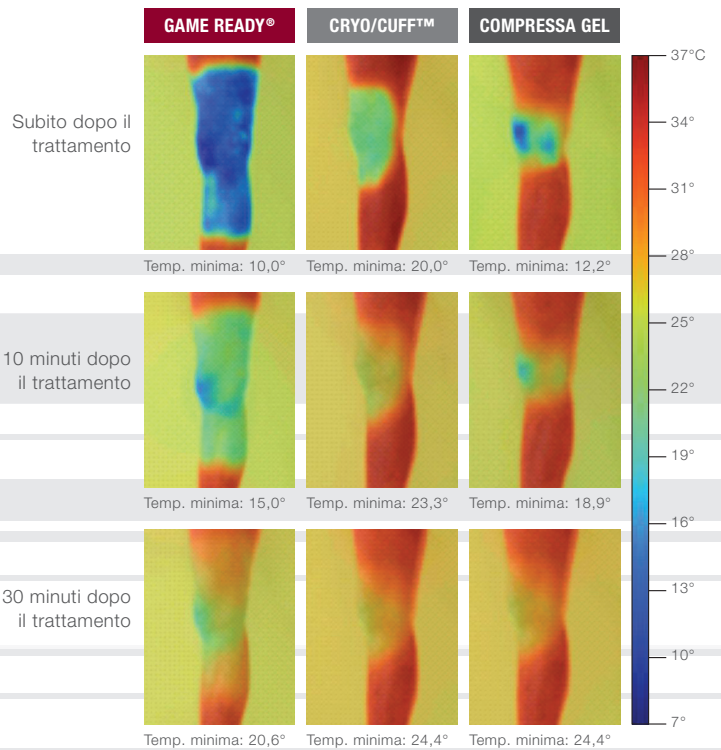 GAME READY®
CRYO/CUFF™
COMPRESSA GEL
37°C
34°
31°
28°
25°
22°
19°
16°
13°
10°
7°
Subito dopo il
trattamento
Temp. minima: 10,0°
Temp. minima: 20,0°
Temp. minima: 12,2°
10 minuti dopo
il trattamento
Temp. minima: 15,0°
Temp. minima: 23,3°
Temp. minima: 18,9°
30 minuti dopo
il trattamento
Temp. minima: 20,6°
Temp. minima: 24,4°
Temp. minima: 24,4°